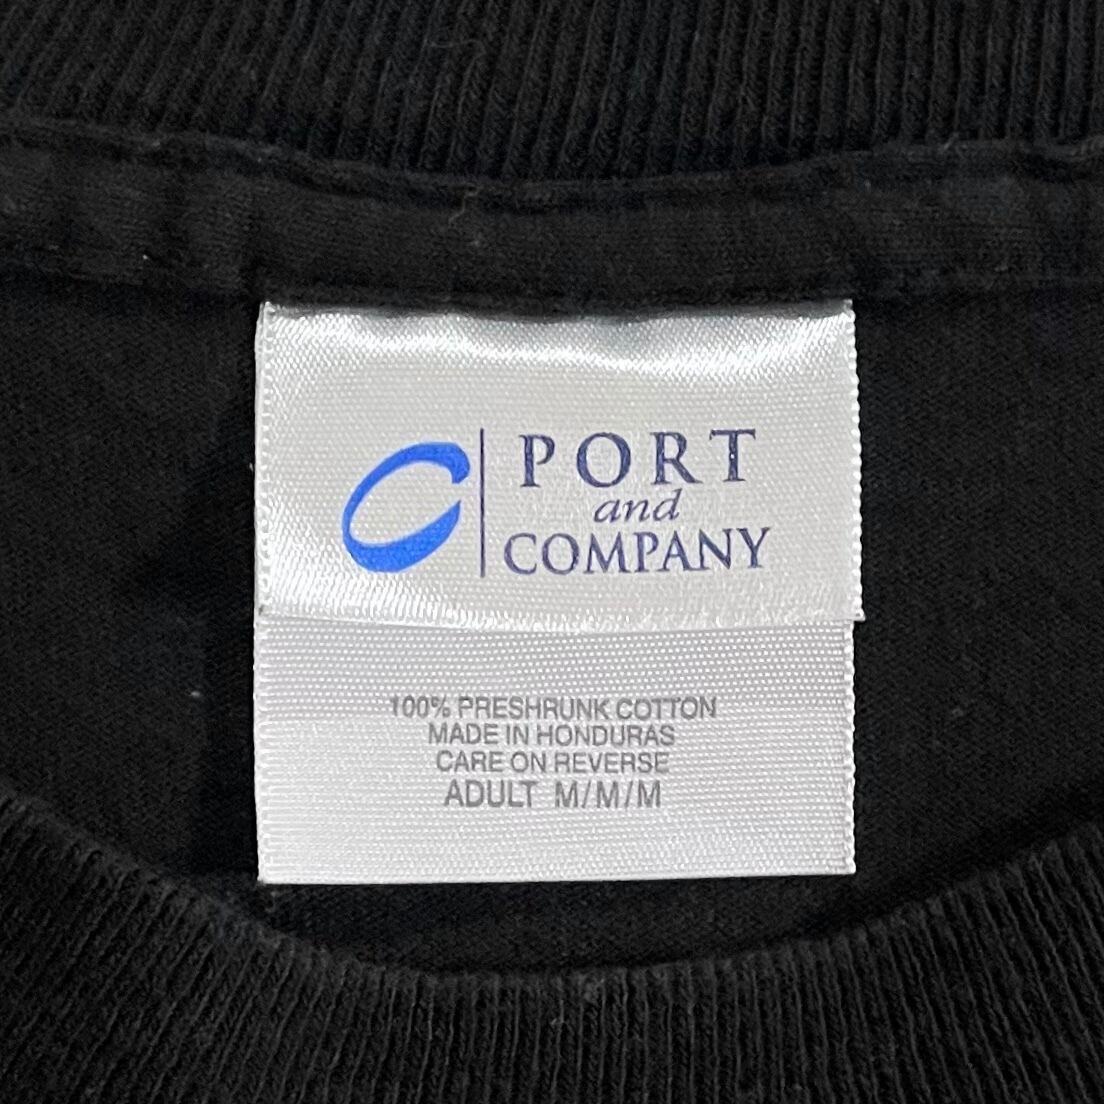 PORT
and
COMPANY
100% PRESHRUNK COTTON
MADE IN HONDURAS
CARE ON REVERSE
ADULT M/M/M